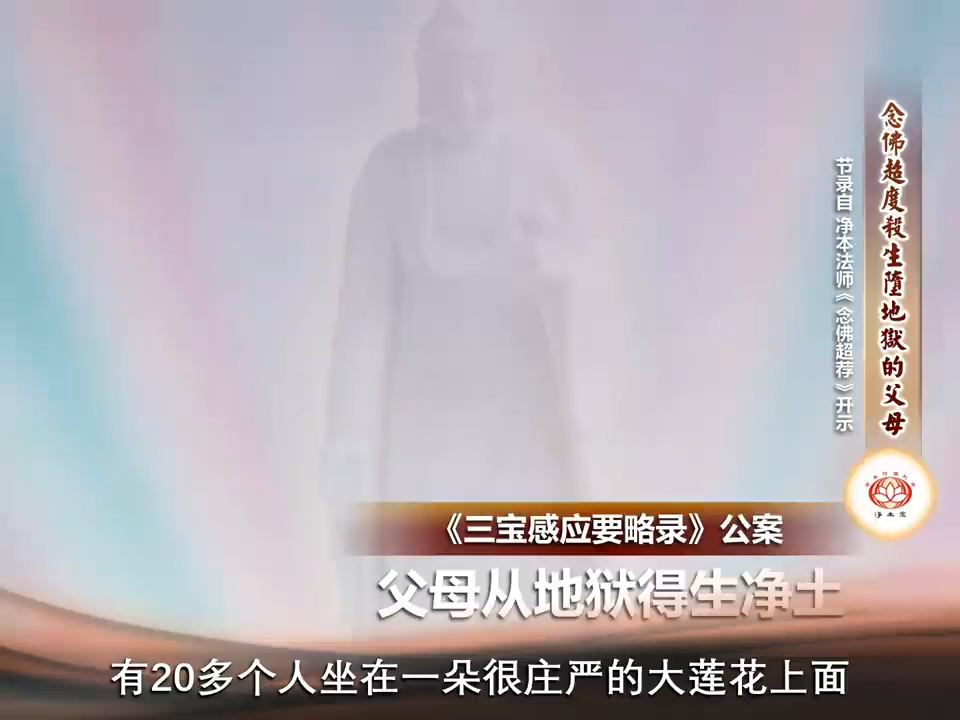 念佛超度殺生墮地獄的父母
节录自 净本法师《念佛超荐》开示
净土宗
《三宝感应要略录》公案
父母从地狱得生净土
有20多个人坐在一朵很庄严的大莲花上面